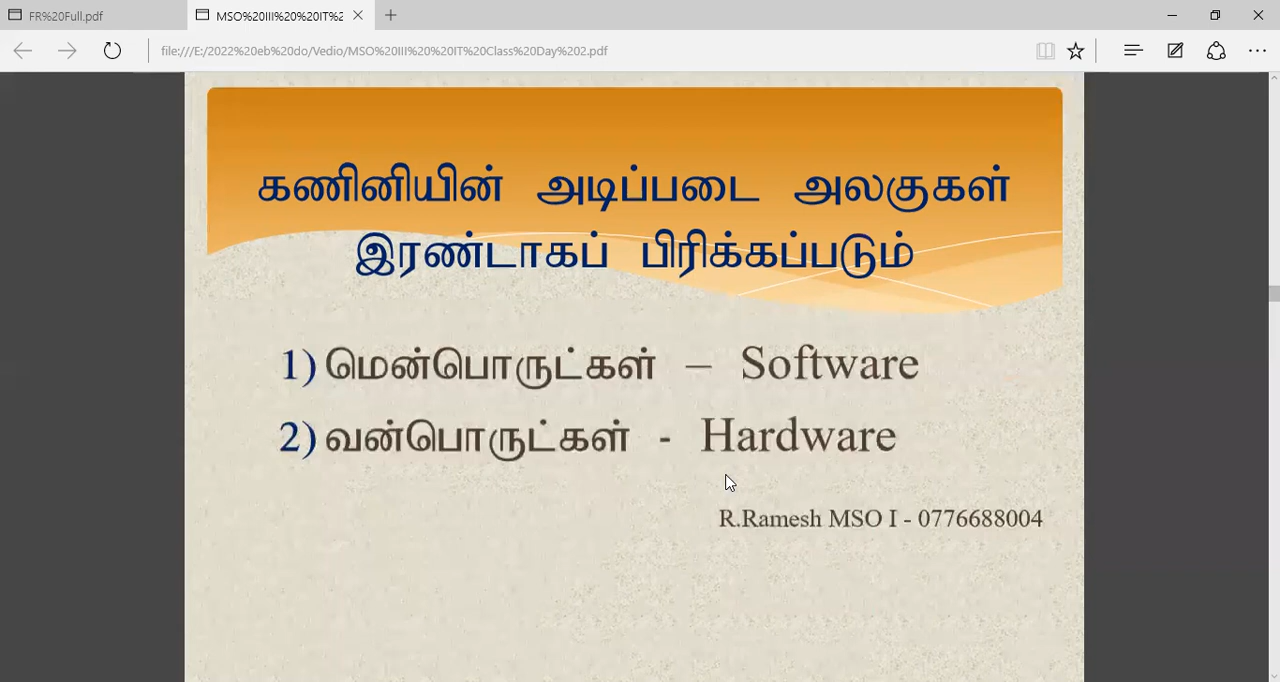 FR%20Full.pdf
MSO%20III%20%20IT%2
file:///E:/2022%20eb%20do/Vedio/MSO%20III%20%20IT%20Class%20Day%202.pdf
கணினியின் அடிப்படை அலகுகள்
இரண்டாகப் பிரிக்கப்படும்
1) மென்பொருட்கள் – Software
2) வன்பொருட்கள் - Hardware
R.Ramesh MSO I - 0776688004